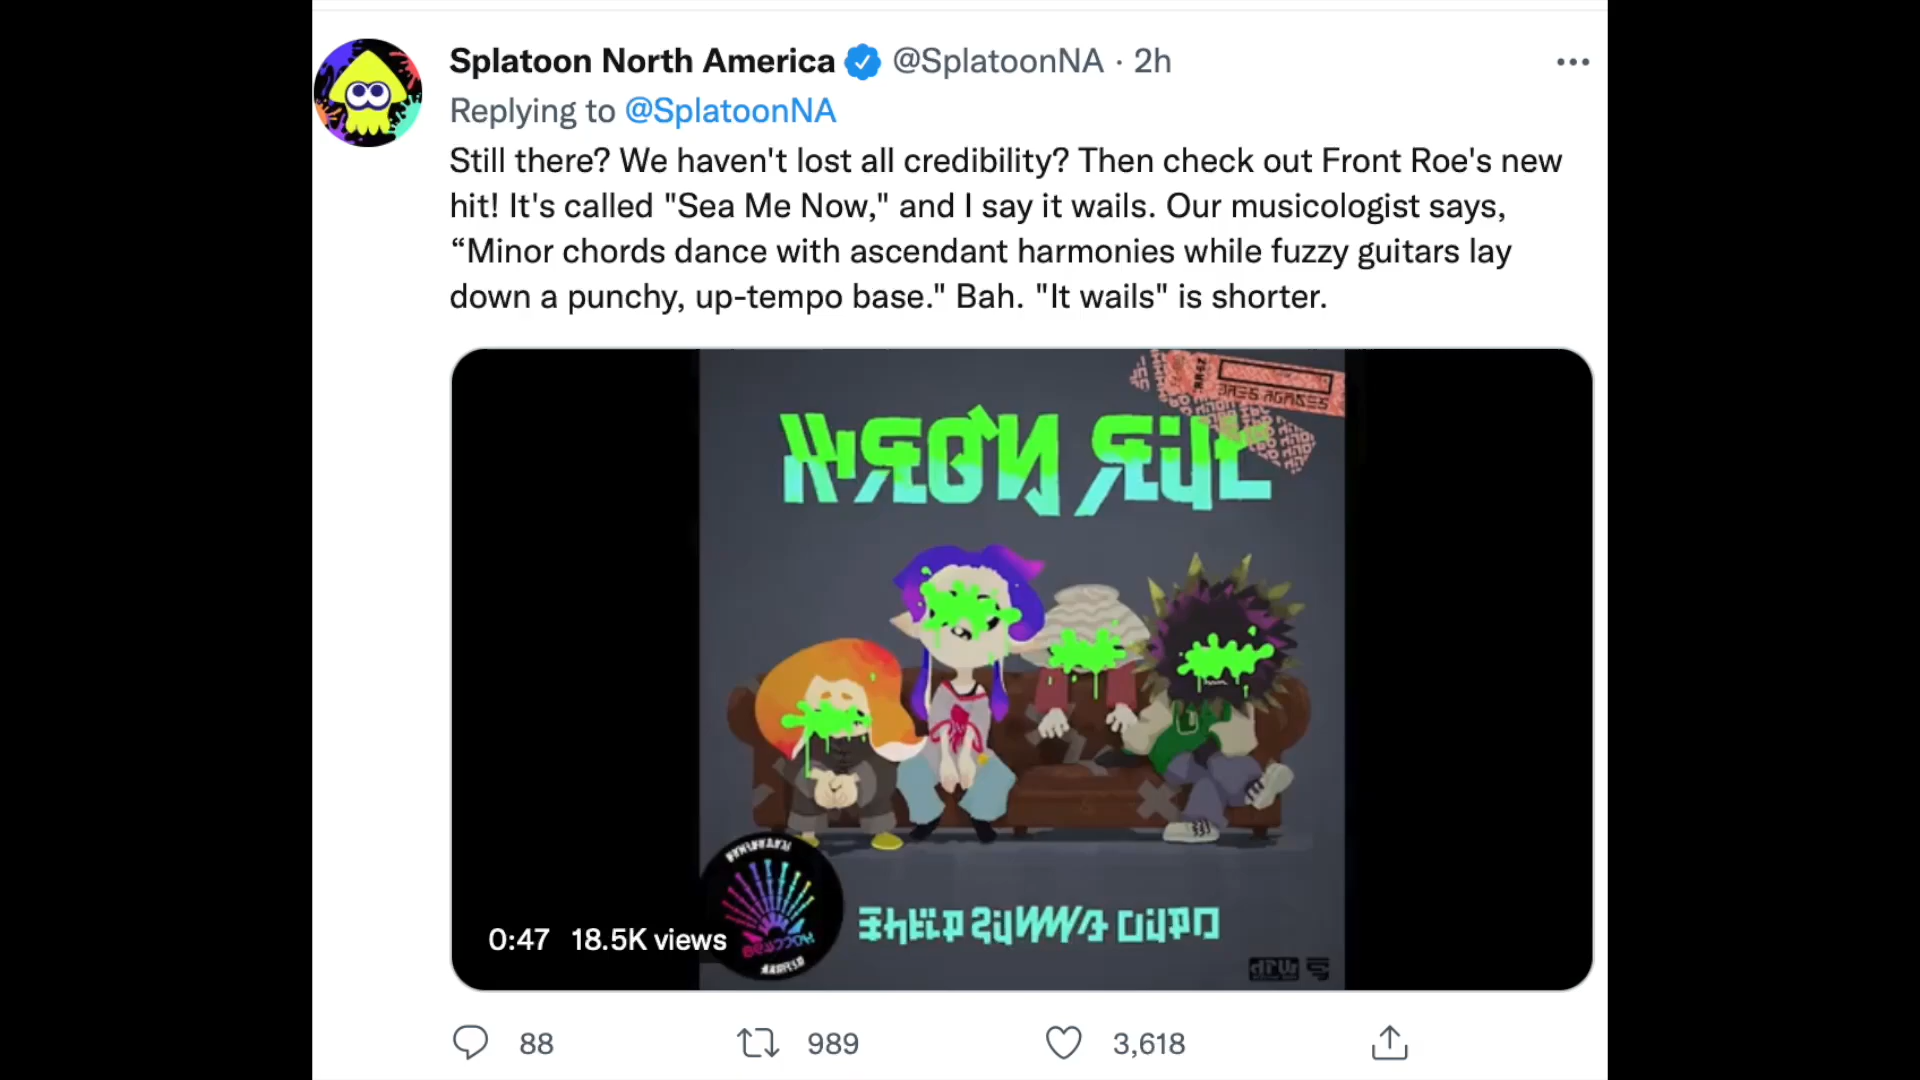 Splatoon North America @SplatoonNA · 2h
Replying to @SplatoonNA
Still there? We haven't lost all credibility? Then check out Front Roe's new
hit! It's called "Sea Me Now," and I say it wails. Our musicologist says,
“Minor chords dance with ascendant harmonies while fuzzy guitars lay
down a punchy, up-tempo base." Bah. "It wails" is shorter.
0:47 18.5K views
88 989 3,618